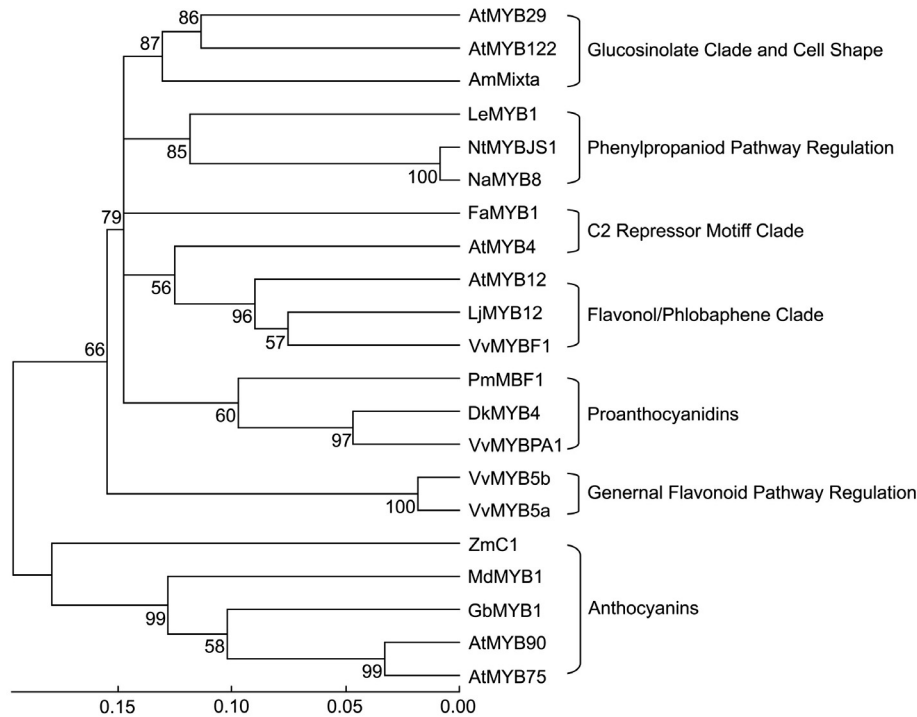 86
AtMYB29
87
AtMYB122
Glucosinolate Clade and Cell Shape
AmMixta
LeMYB1
85
NtMYBJS1
Phenylpropaniod Pathway Regulation
100
NaMYB8
79
FaMYB1
C2 Repressor Motiff Clade
AtMYB4
56
AtMYB12
96
LjMYB12
Flavonol/Phlobaphene Clade
57
VvMYBF1
66
PmMBF1
60
DkMYB4
Proanthocyanidins
97
VvMYBPA1
VvMYB5b
Genernal Flavonoid Pathway Regulation
100
VvMYB5a
ZmC1
MdMYB1
99
GbMYB1
Anthocyanins
58
AtMYB90
99
AtMYB75
0.15 0.10 0.05 0.00